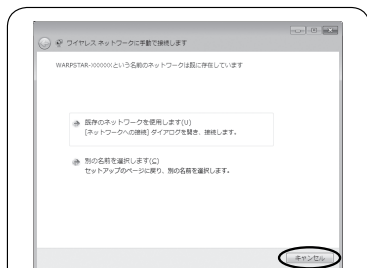 ワイヤレス ネットワークに手動で接続します
WARPSTAR-XXXXXXという名前のネットワークは既に存在しています
既存のネットワークを使用します(U)
[ネットワークへの接続] ダイアログを開き、接続します。
別の名前を選択します(C)
セットアップのページに戻り、別の名前を選択します。
キャンセル